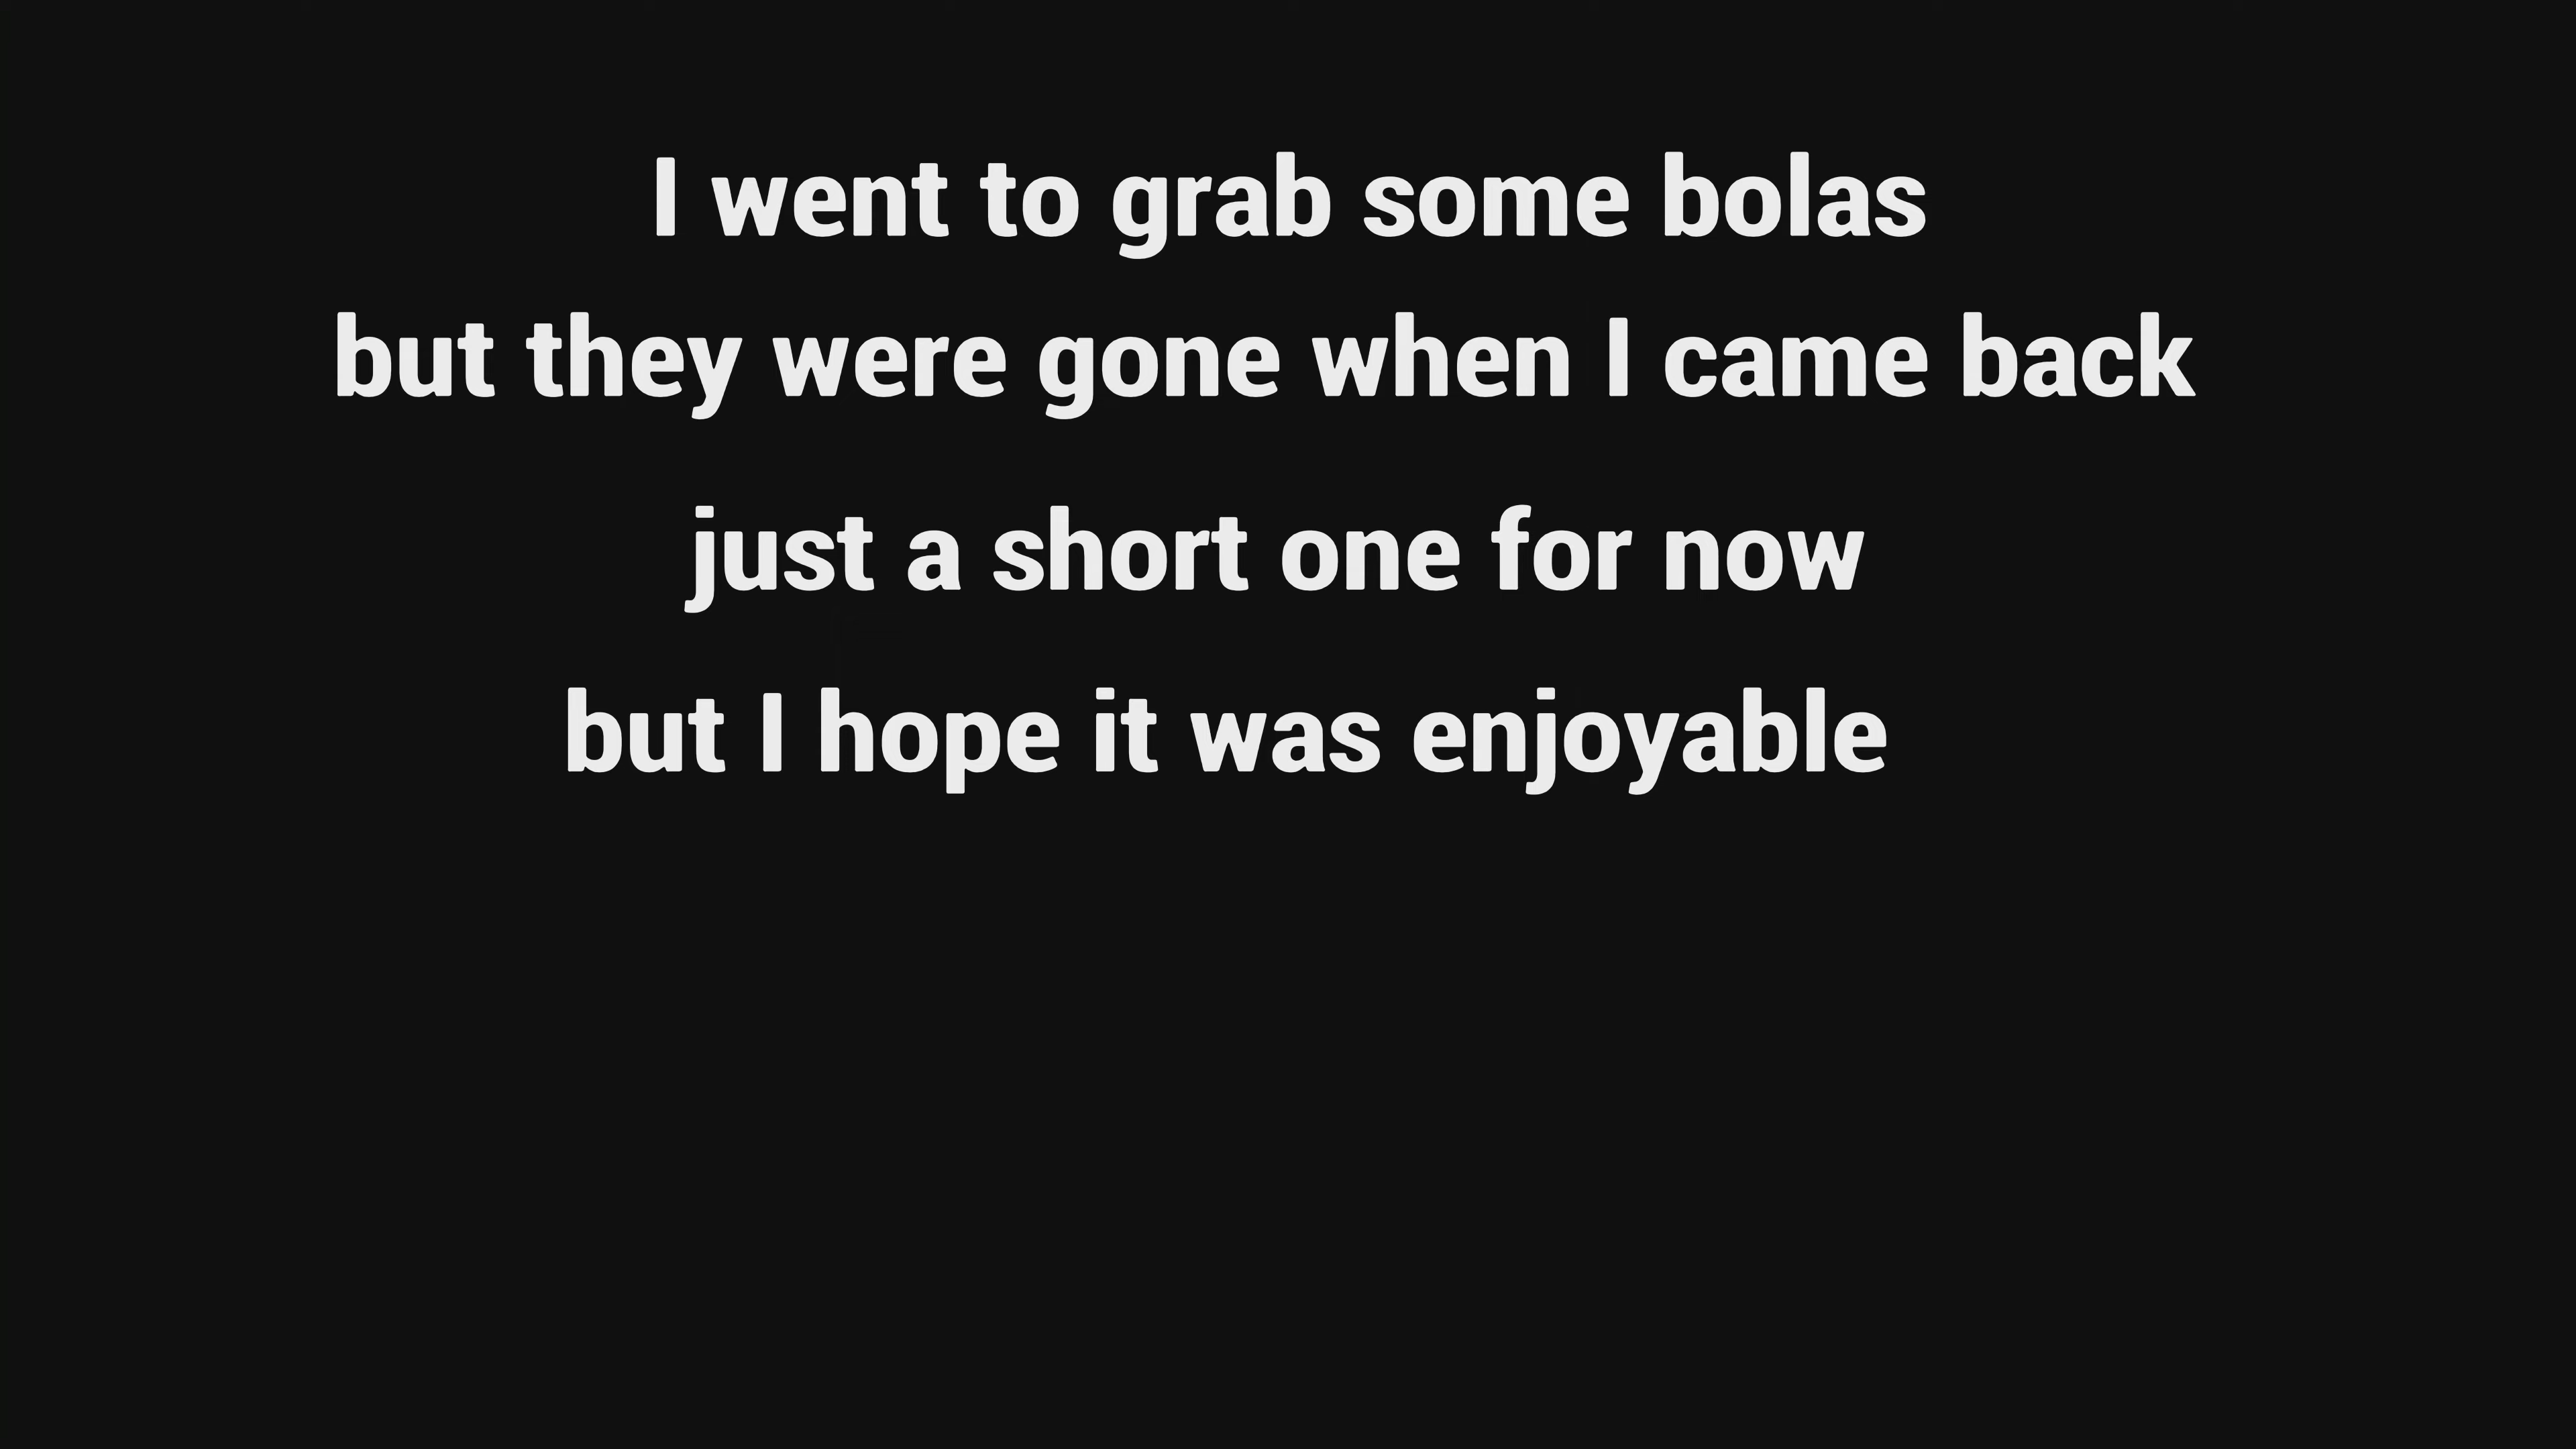 I went to grab some bolas
but they were gone when I came back
just a short one for now
but I hope it was enjoyable